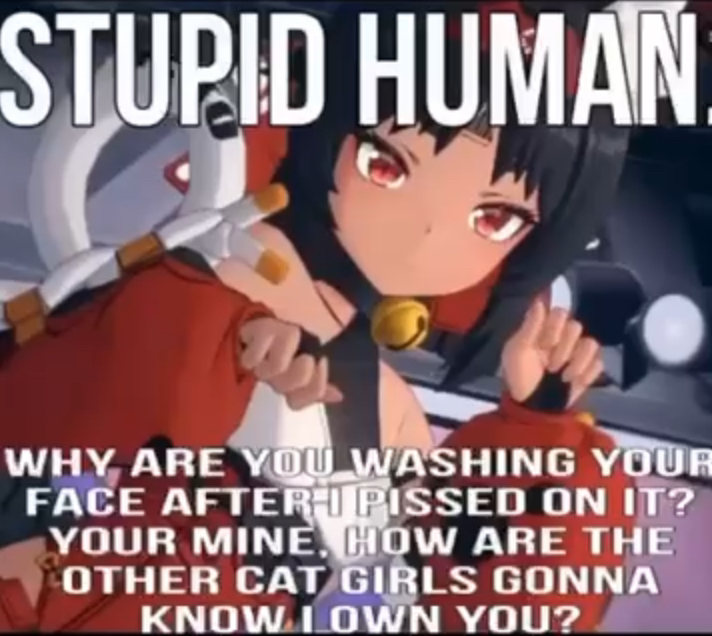 STUPID HUMAN.
WHY ARE YOU WASHING YOUR
FACE AFTER I PISSED ON IT?
YOUR MINE. HOW ARE THE
OTHER CAT GIRLS GONNA
KNOW I OWN YOU?